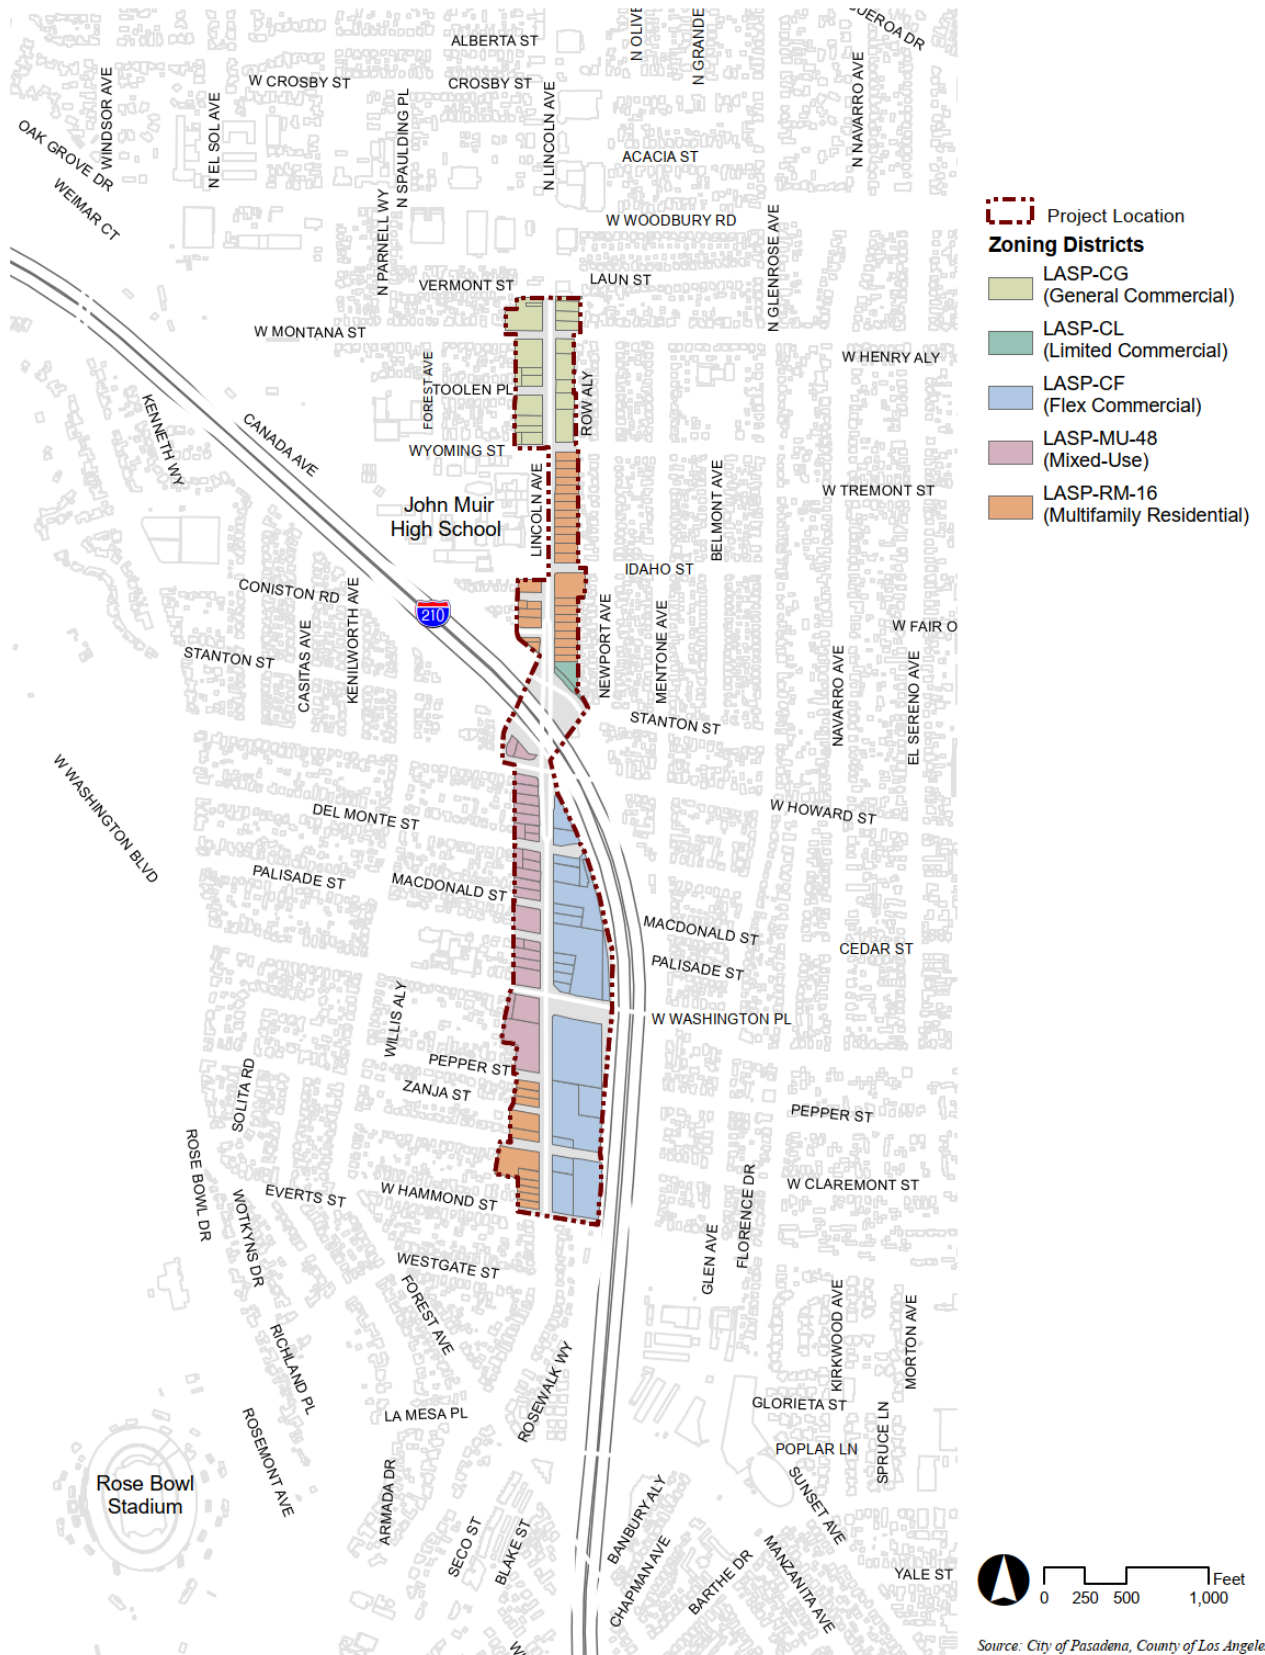 ALBERTA ST
N OLIVE
N GRANDE
UEROA DR
W CROSBY ST
CROSBY ST
WINDSOR AVE
N EL SOL AVE
N SPAULDING PL
N LINCOLN AVE
N NAVARRO AVE
OAK GROVE DR
WEIMAR CT
ACACIA ST
N PARNELL WY
W WOODBURY RD
N GLENROSE AVE
VERMONT ST
LAUN ST
W MONTANA ST
W HENRY ALY
FOREST AVE
TOOLEN PL
ROW ALY
KENNETH WY
CANADA AVE
WYOMING ST
LINCOLN AVE
BELMONT AVE
W TREMONT ST
John Muir
High School
IDAHO ST
CONISTON RD
KENILWORTH AVE
210
NEWPORT AVE
MENTONE AVE
W FAIR O
STANTON ST
CASITAS AVE
NAVARRO AVE
EL SERENO AVE
STANTON ST
W WASHINGTON BLVD
DEL MONTE ST
W HOWARD ST
PALISADE ST
MACDONALD ST
MACDONALD ST
CEDAR ST
PALISADE ST
WILLIS ALY
W WASHINGTON PL
PEPPER ST
ZANJA ST
SOLITA RD
PEPPER ST
ROSE BOWL DR
WOTKYNS DR
EVERTS ST
W HAMMOND ST
FLORENCE DR
W CLAREMONT ST
GLEN AVE
WESTGATE ST
FOREST AVE
KIRKWOOD AVE
MORTON AVE
RICHLAND PL
ROSEWALK WY
LA MESA PL
GLORIETA ST
ROSEMONT AVE
POPLAR LN
SPRUCE LN
Rose Bowl
Stadium
ARMADA DR
SECO ST
BLAKE ST
BANBURY ALY
CHAPMAN AVE
BARTHE DR
SUNSET AVE
MANZANITA AVE
YALE ST
Project Location
Zoning Districts
LASP-CG
(General Commercial)
LASP-CL
(Limited Commercial)
LASP-CF
(Flex Commercial)
LASP-MU-48
(Mixed-Use)
LASP-RM-16
(Multifamily Residential)
Feet
0 250 500 1,000
Source: City of Pasadena, County of Los Angele